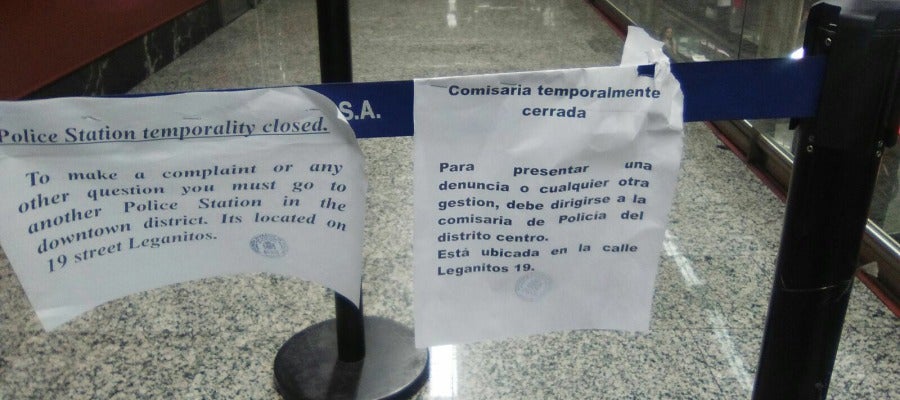 Police Station temporality closed.
To make a complaint or any
other question you must go to
another Police Station in the
downtown district. Its located on
19 street Leganitos.
S.A.
Comisaria temporalmente
cerrada
Para presentar una
denuncia o cualquier otra
gestion, debe dirigirse a la
comisaria de Policía del
distrito centro.
Está ubicada en la calle
Leganitos 19.